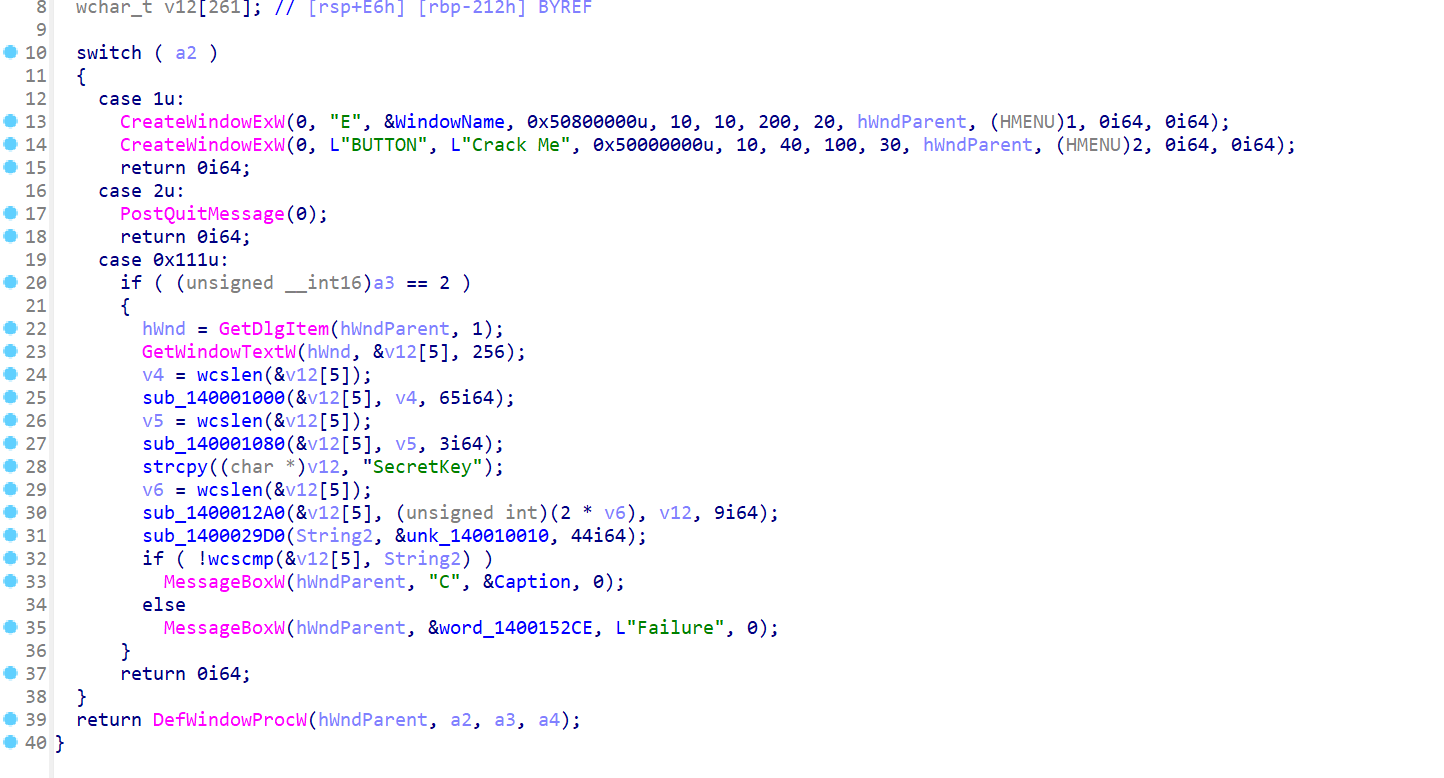 8 wchar_t v12[261]; // [rsp+E6h] [rbp-212h] BYREF
9
10 switch ( a2 )
11 {
12 case 1u:
13 CreateWindowExW(0, "E", &WindowName, 0x50800000u, 10, 10, 200, 20, hWndParent, (HMENU)1, 0i64, 0i64);
14 CreateWindowExW(0, L"BUTTON", L"Crack Me", 0x50000000u, 10, 40, 100, 30, hWndParent, (HMENU)2, 0i64, 0i64);
15 return 0i64;
16 case 2u:
17 PostQuitMessage(0);
18 return 0i64;
19 case 0x111u:
20 if ( (unsigned __int16)a3 == 2 )
21 {
22 hWnd = GetDlgItem(hWndParent, 1);
23 GetWindowTextW(hWnd, &v12[5], 256);
24 v4 = wcslen(&v12[5]);
25 sub_140001000(&v12[5], v4, 65i64);
26 v5 = wcslen(&v12[5]);
27 sub_140001080(&v12[5], v5, 3i64);
28 strcpy((char *)v12, "SecretKey");
29 v6 = wcslen(&v12[5]);
30 sub_1400012A0(&v12[5], (unsigned int)(2 * v6), v12, 9i64);
31 sub_1400029D0(String2, &unk_140010010, 44i64);
32 if ( !wcscmp(&v12[5], String2) )
33 MessageBoxW(hWndParent, "C", &Caption, 0);
34 else
35 MessageBoxW(hWndParent, &word_1400152CE, L"Failure", 0);
36 }
37 return 0i64;
38 }
39 return DefWindowProcW(hWndParent, a2, a3, a4);
40 }